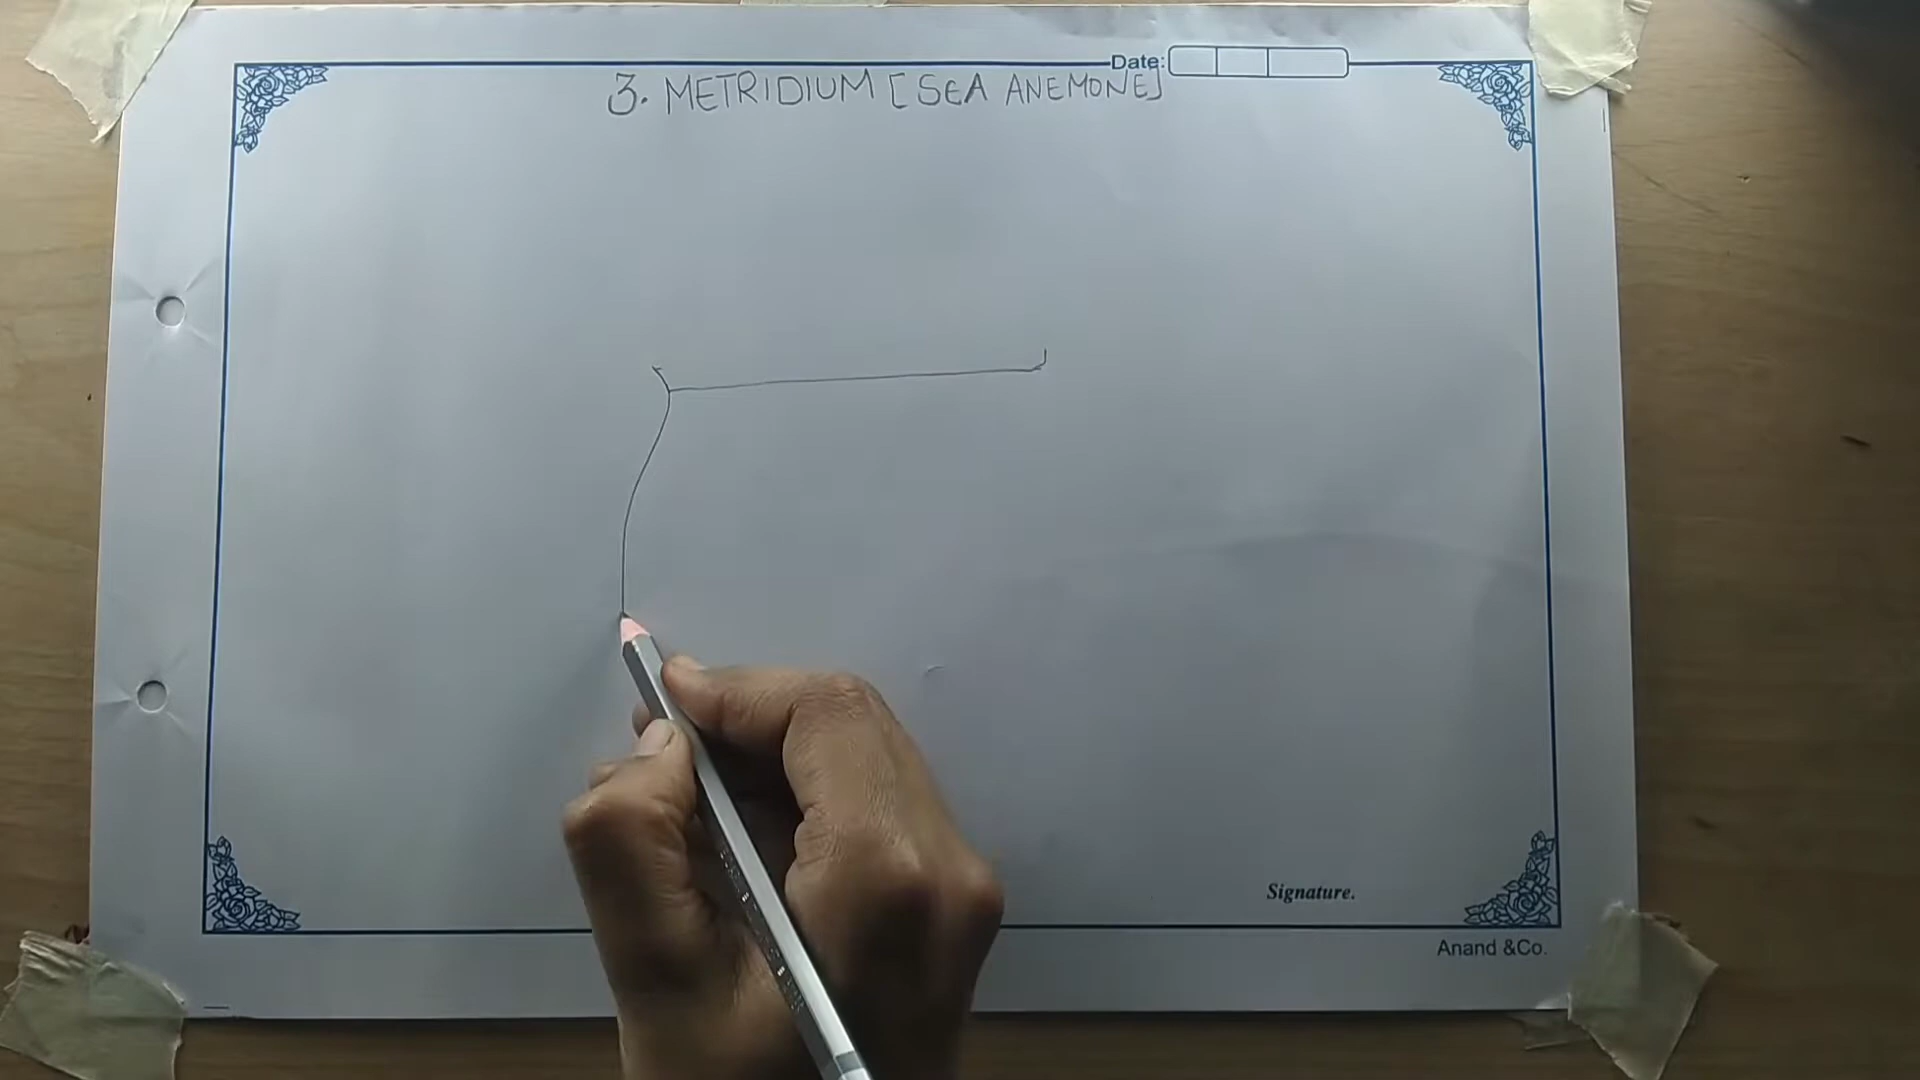 Date:
3. METRIDIUM [SEA ANEMONE]
Signature.
Anand &Co.